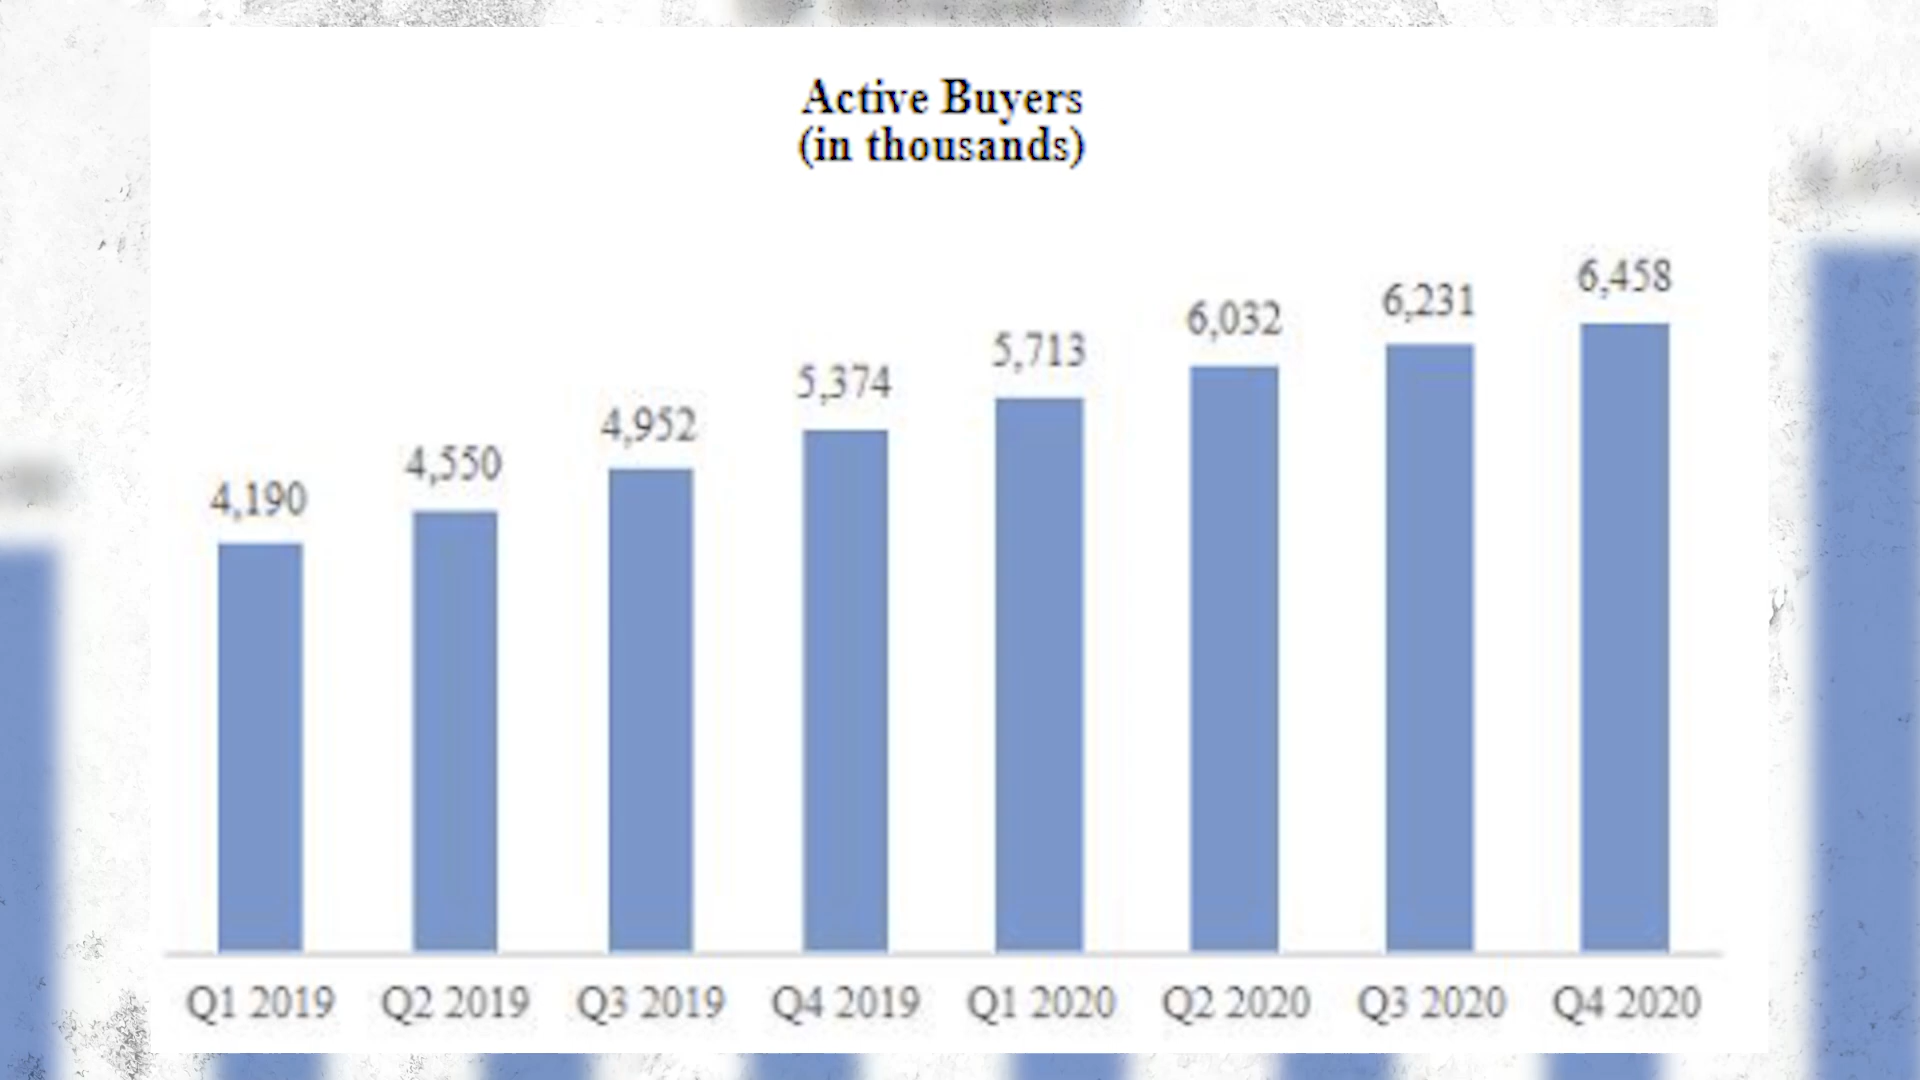 Active Buyers
(in thousands)
4,190
4,550
4,952
5,374
5,713
6,032
6,231
6,458
Q1 2019
Q2 2019
Q3 2019
Q4 2019
Q1 2020
Q2 2020
Q3 2020
Q4 2020